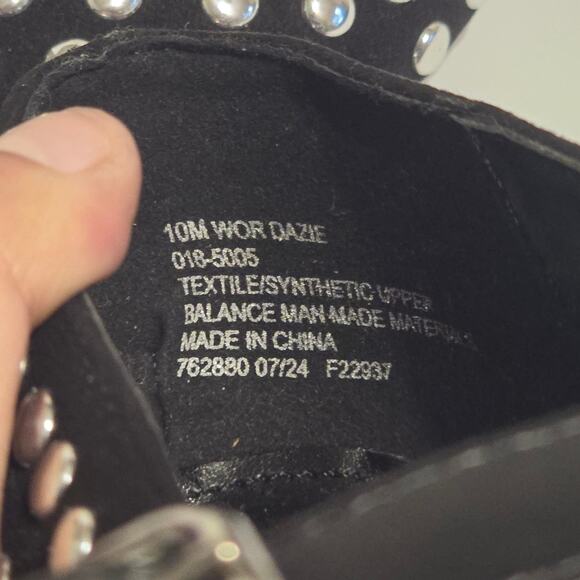 10M WOR DAZIE
018-5005
TEXTILE/SYNTHETIC UPPER
BALANCE MAN-MADE MATERIALS
MADE IN CHINA
762880 07/24 F22937